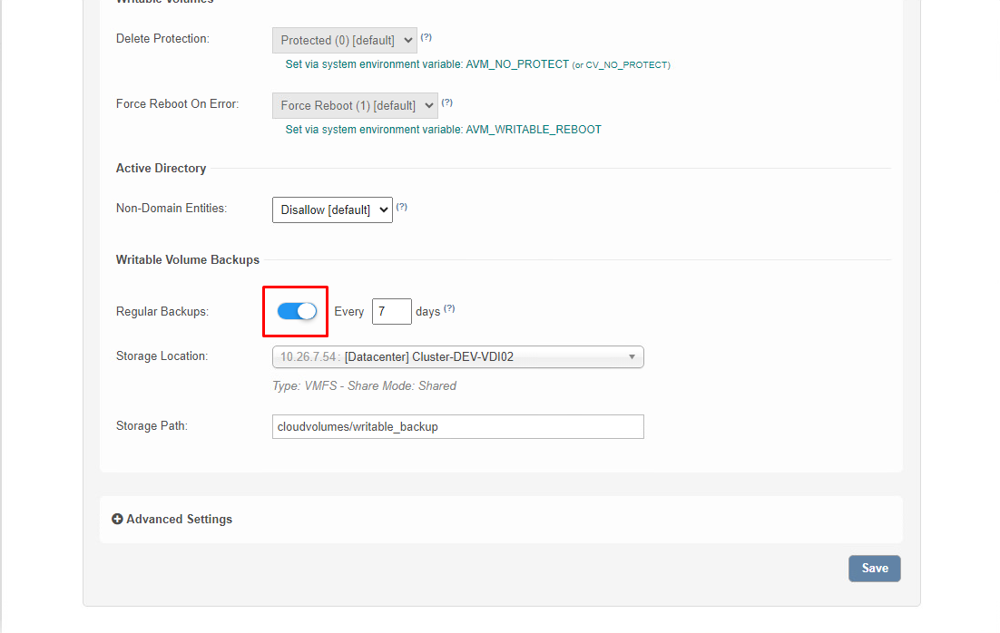 Writable Volumes
Delete Protection: Protected (0) [default] (?)
Set via system environment variable: AVM_NO_PROTECT (or CV_NO_PROTECT)
Force Reboot On Error: Force Reboot (1) [default] (?)
Set via system environment variable: AVM_WRITABLE_REBOOT
Active Directory
Non-Domain Entities: Disallow [default] (?)
Writable Volume Backups
Regular Backups: Every 7 days (?)
Storage Location: 10.26.7.54: [Datacenter] Cluster-DEV-VDI02
Type: VMFS - Share Mode: Shared
Storage Path: cloudvolumes/writable_backup
Advanced Settings
Save